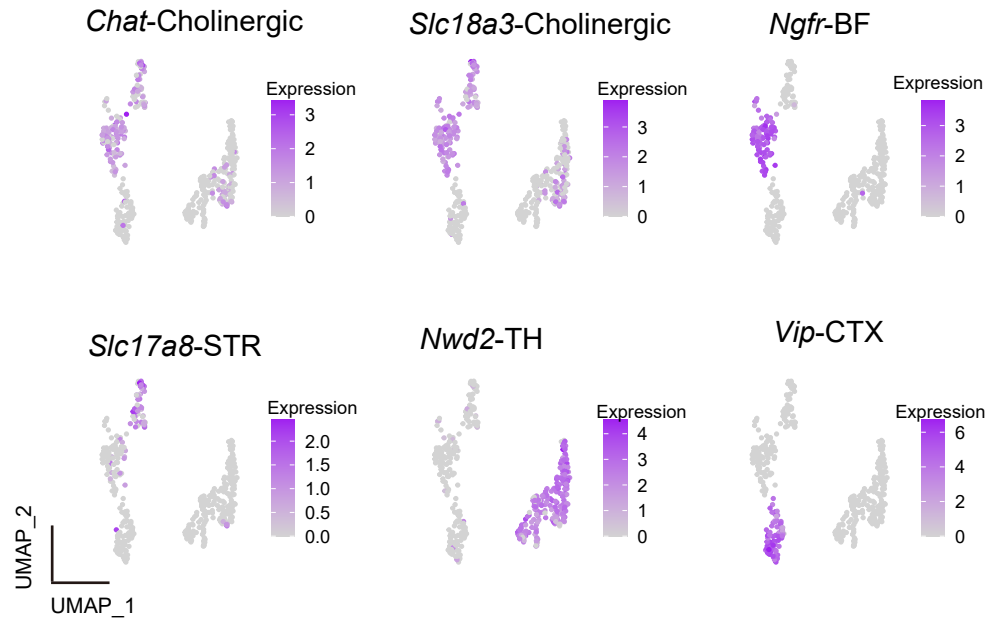 Chat-Cholinergic
Slc18a3-Cholinergic
Ngfr-BF
Expression
3
2
1
0
Expression
3
2
1
0
Expression
3
2
1
0
Slc17a8-STR
Nwd2-TH
Vip-CTX
Expression
2.0
1.5
1.0
0.5
0.0
Expression
4
3
2
1
0
Expression
6
4
2
0
UMAP_2
UMAP_1